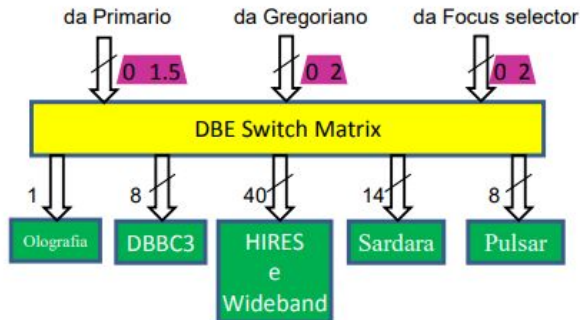 da Primario da Gregoriano da Focus selector
0 1.5 0 2 0 2
DBE Switch Matrix
1 8 40 14 8
Olografia DBBC3 HIRES Sardara Pulsar
e
Wideband